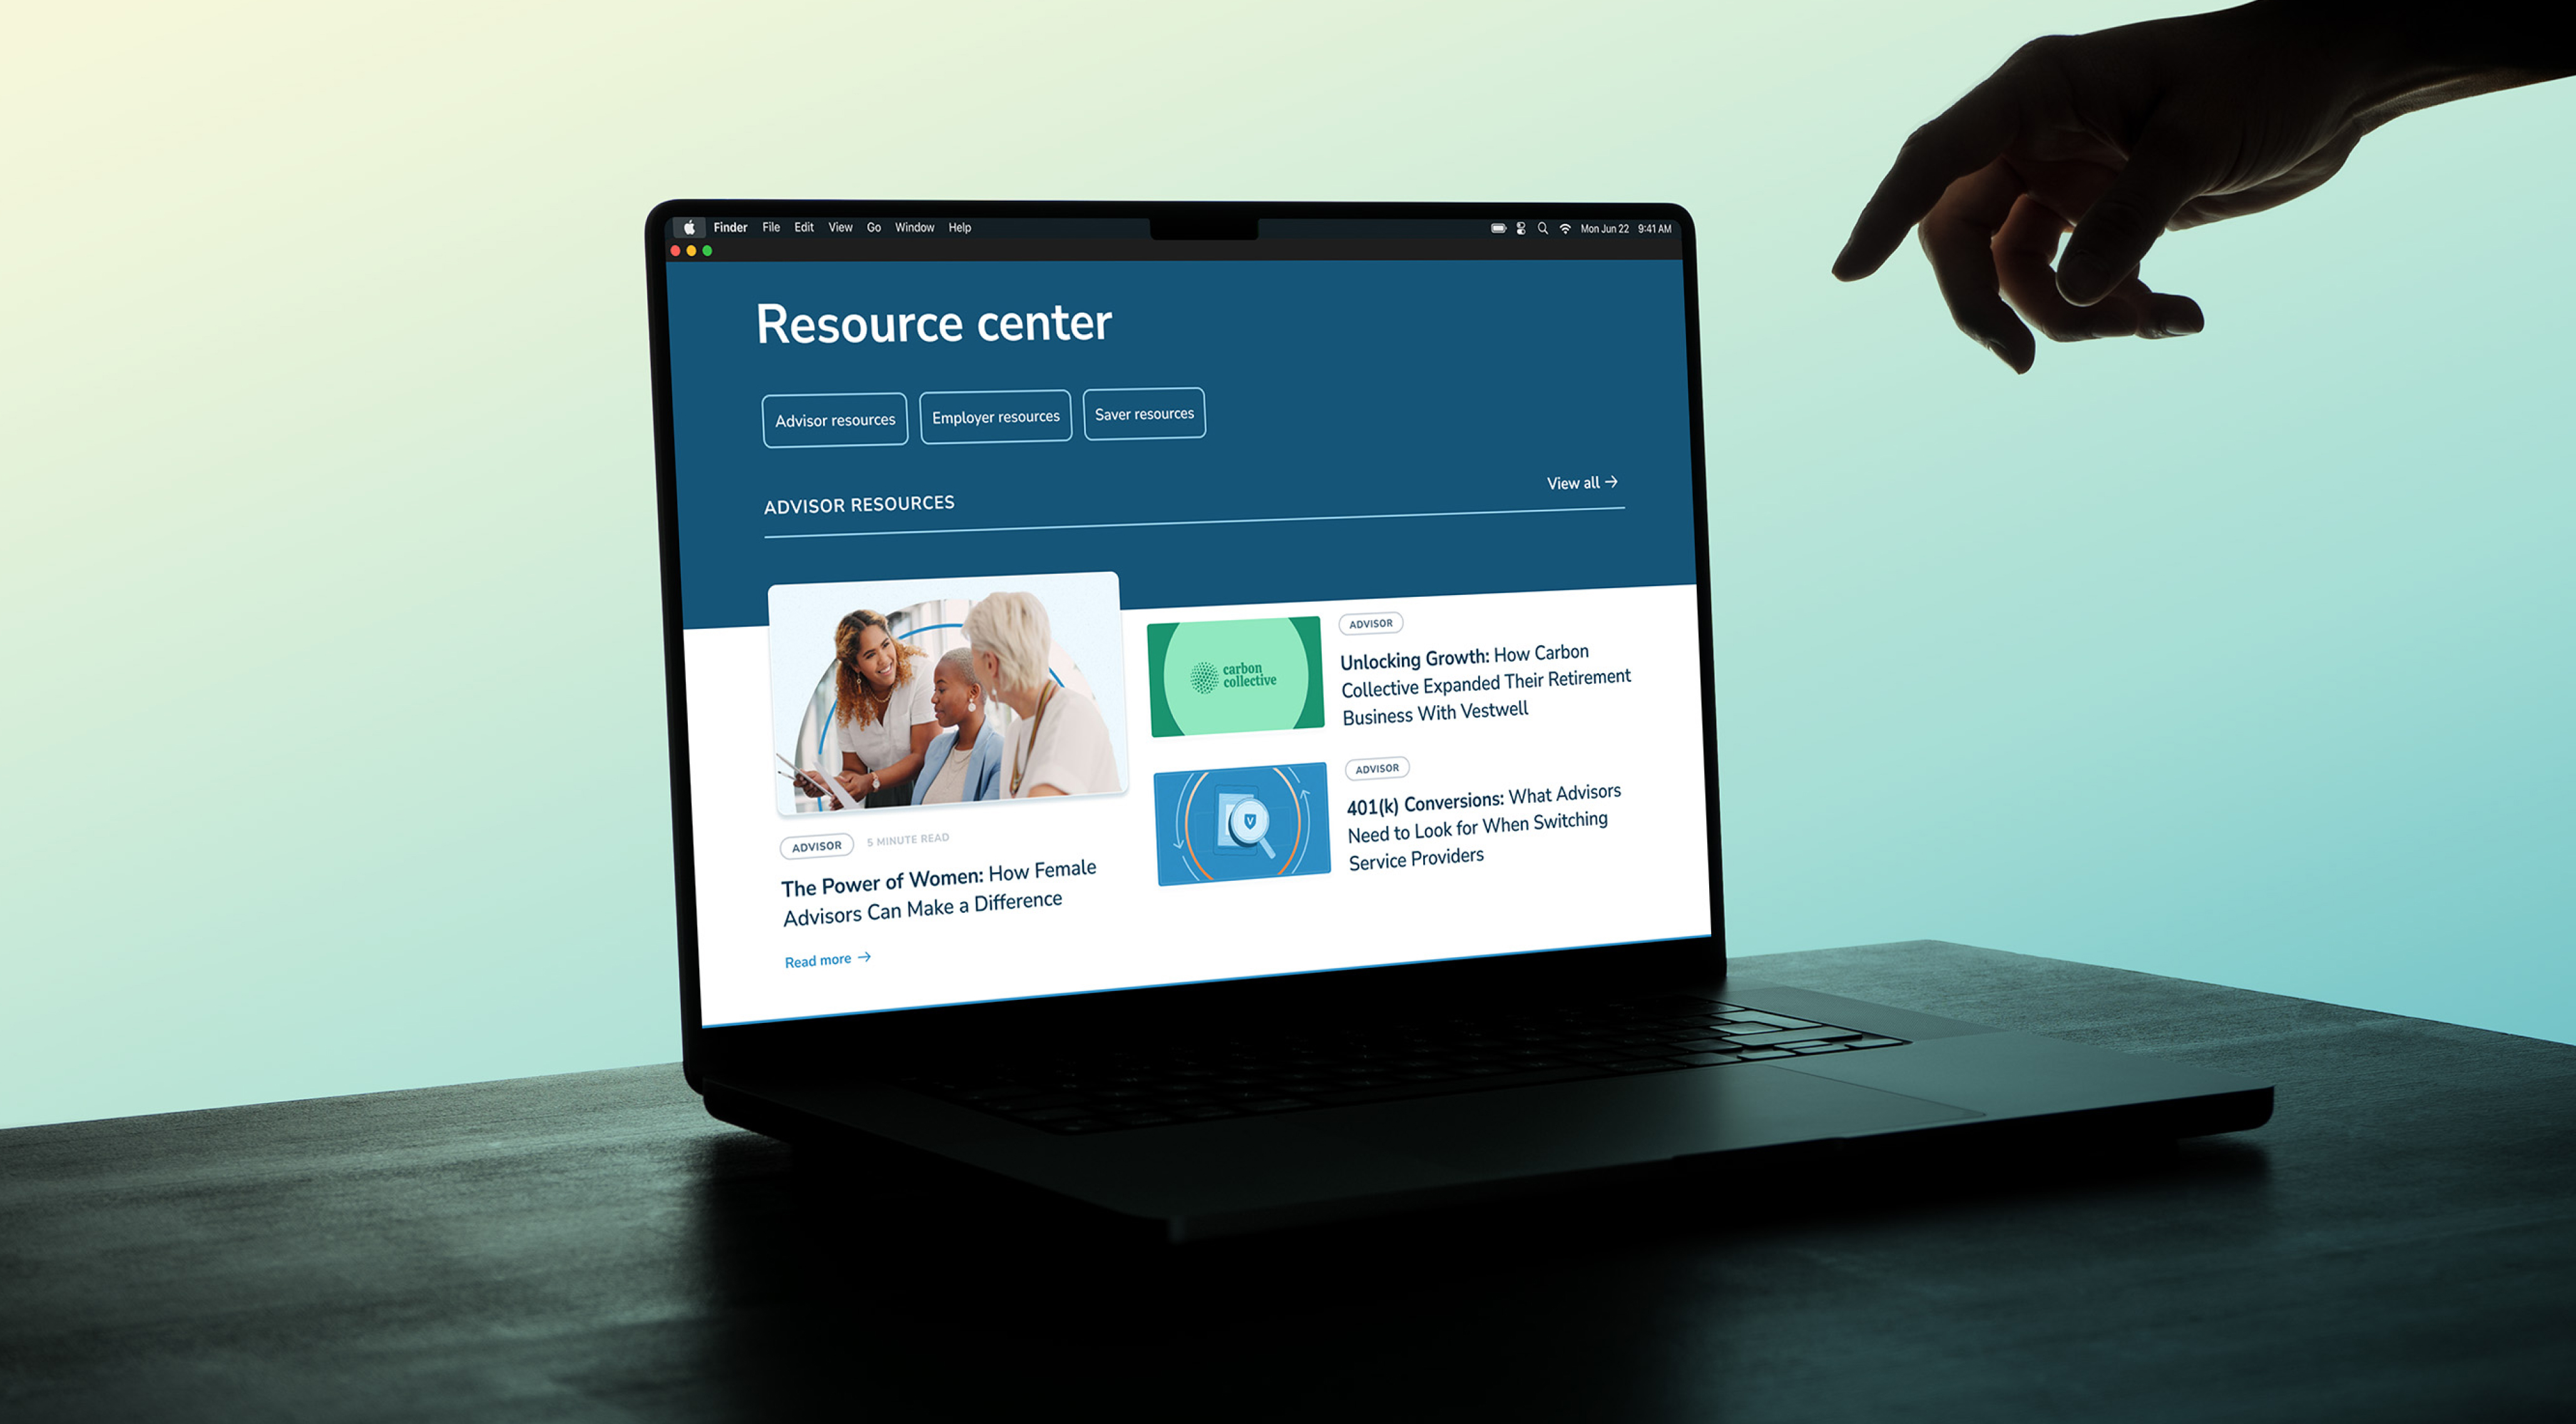 Finder File Edit View Go Window Help
Mon Jun 22 9:41 AM
Resource center
Advisor resources
Employer resources
Saver resources
ADVISOR RESOURCES
View all →
ADVISOR 5 MINUTE READ
The Power of Women: How Female
Advisors Can Make a Difference
Read more →
carbon
collective
ADVISOR
Unlocking Growth: How Carbon
Collective Expanded Their Retirement
Business With Vestwell
V
ADVISOR
401(k) Conversions: What Advisors
Need to Look for When Switching
Service Providers